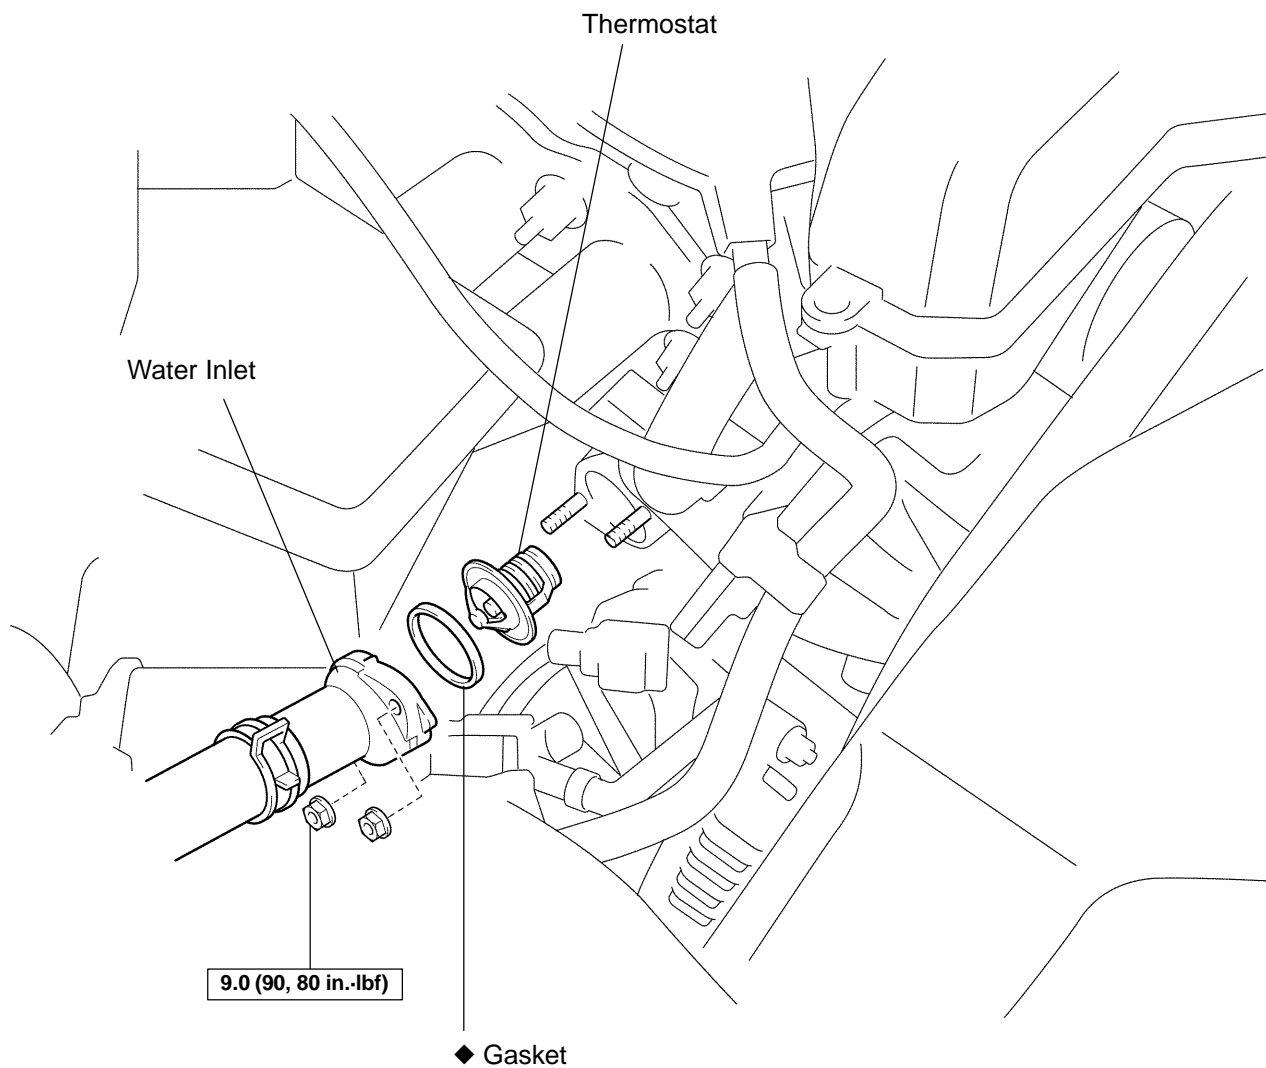 Thermostat
Water Inlet
9.0 (90, 80 in.·lbf)
◆ Gasket